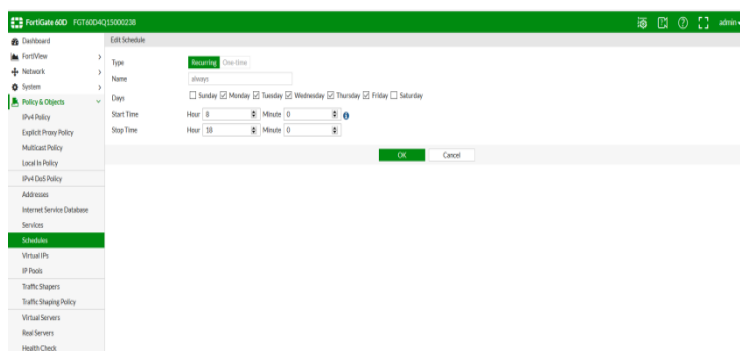 FortiGate 60D FGT60D4Q15000238
admin
Dashboard
FortiView
Network
System
Policy & Objects
IPv4 Policy
Explicit Proxy Policy
Multicast Policy
Local In Policy
IPv4 DoS Policy
Addresses
Internet Service Database
Services
Schedules
Virtual IPs
IP Pools
Traffic Shapers
Traffic Shaping Policy
Virtual Servers
Real Servers
Health Check
Edit Schedule
Type Recurring One-time
Name always
Days Sunday Monday Tuesday Wednesday Thursday Friday Saturday
Start Time Hour 8 Minute 0
Stop Time Hour 18 Minute 0
OK Cancel